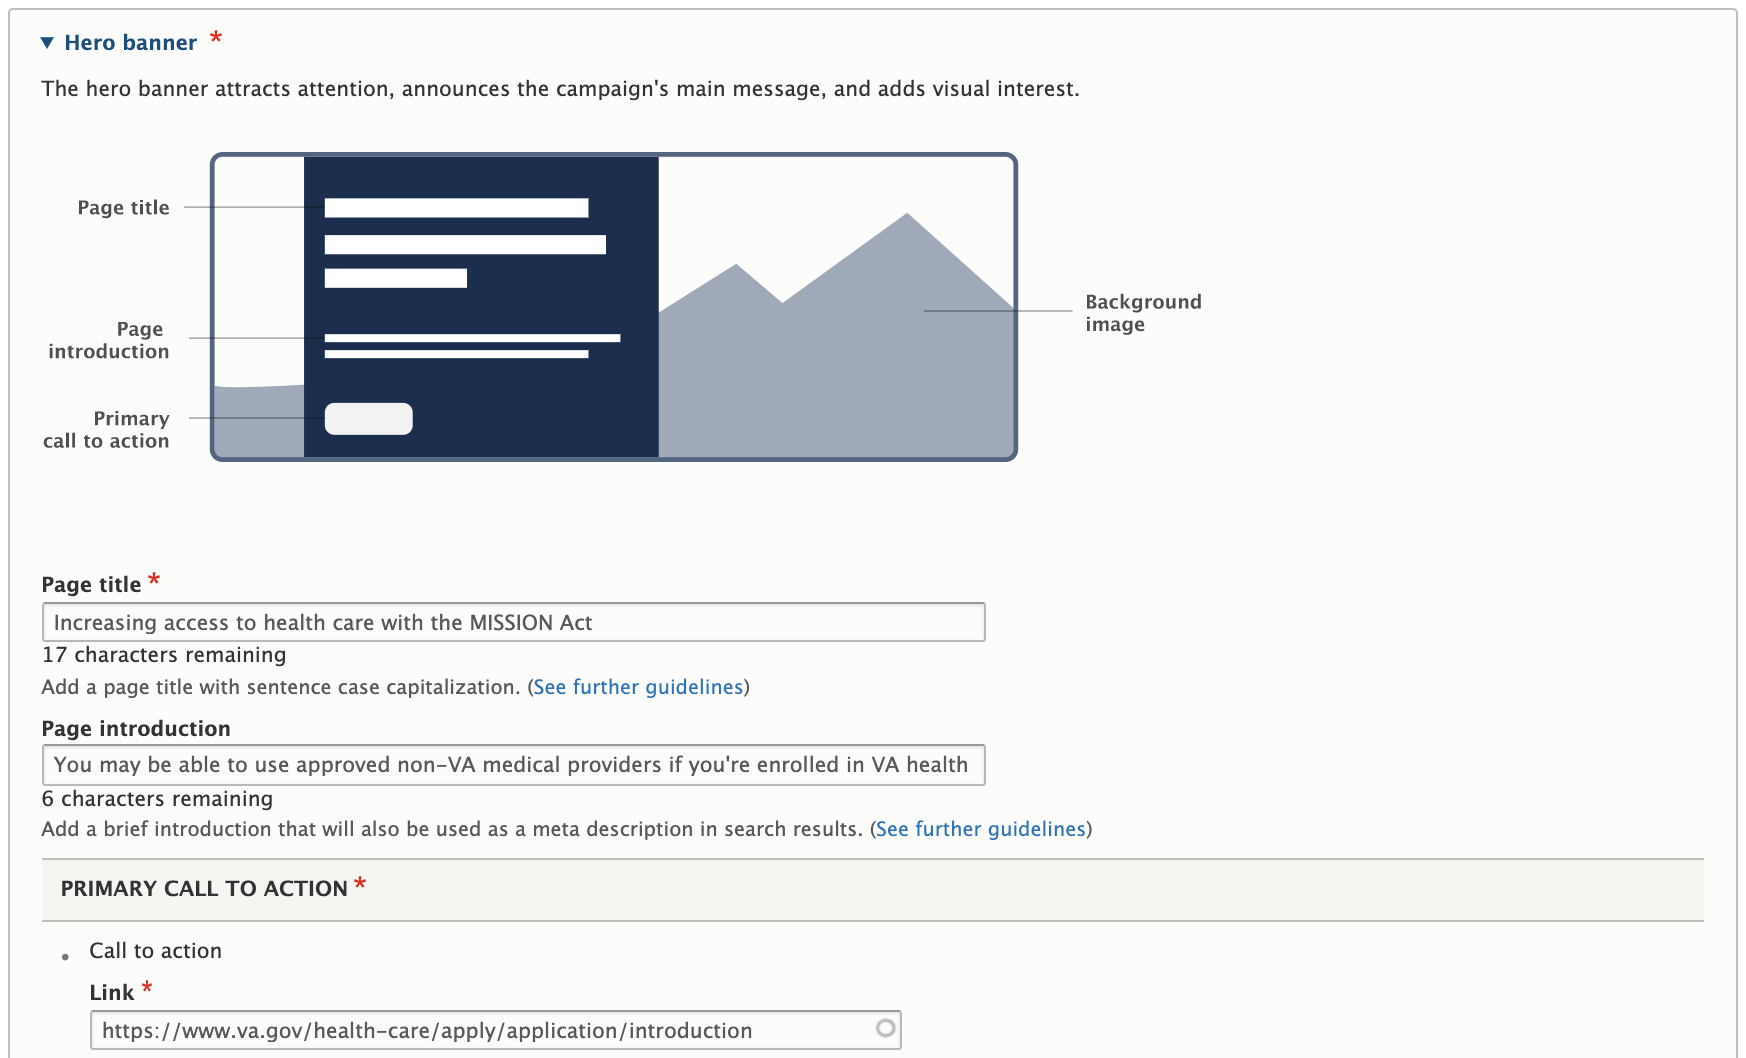 ▼ Hero banner *
The hero banner attracts attention, announces the campaign's main message, and adds visual interest.
Page title
Page
introduction
Primary
call to action
Background
image
Page title *
Increasing access to health care with the MISSION Act
17 characters remaining
Add a page title with sentence case capitalization. (See further guidelines)
Page introduction
You may be able to use approved non-VA medical providers if you're enrolled in VA health
6 characters remaining
Add a brief introduction that will also be used as a meta description in search results. (See further guidelines)
PRIMARY CALL TO ACTION *
• Call to action
Link *
https://www.va.gov/health-care/apply/application/introduction